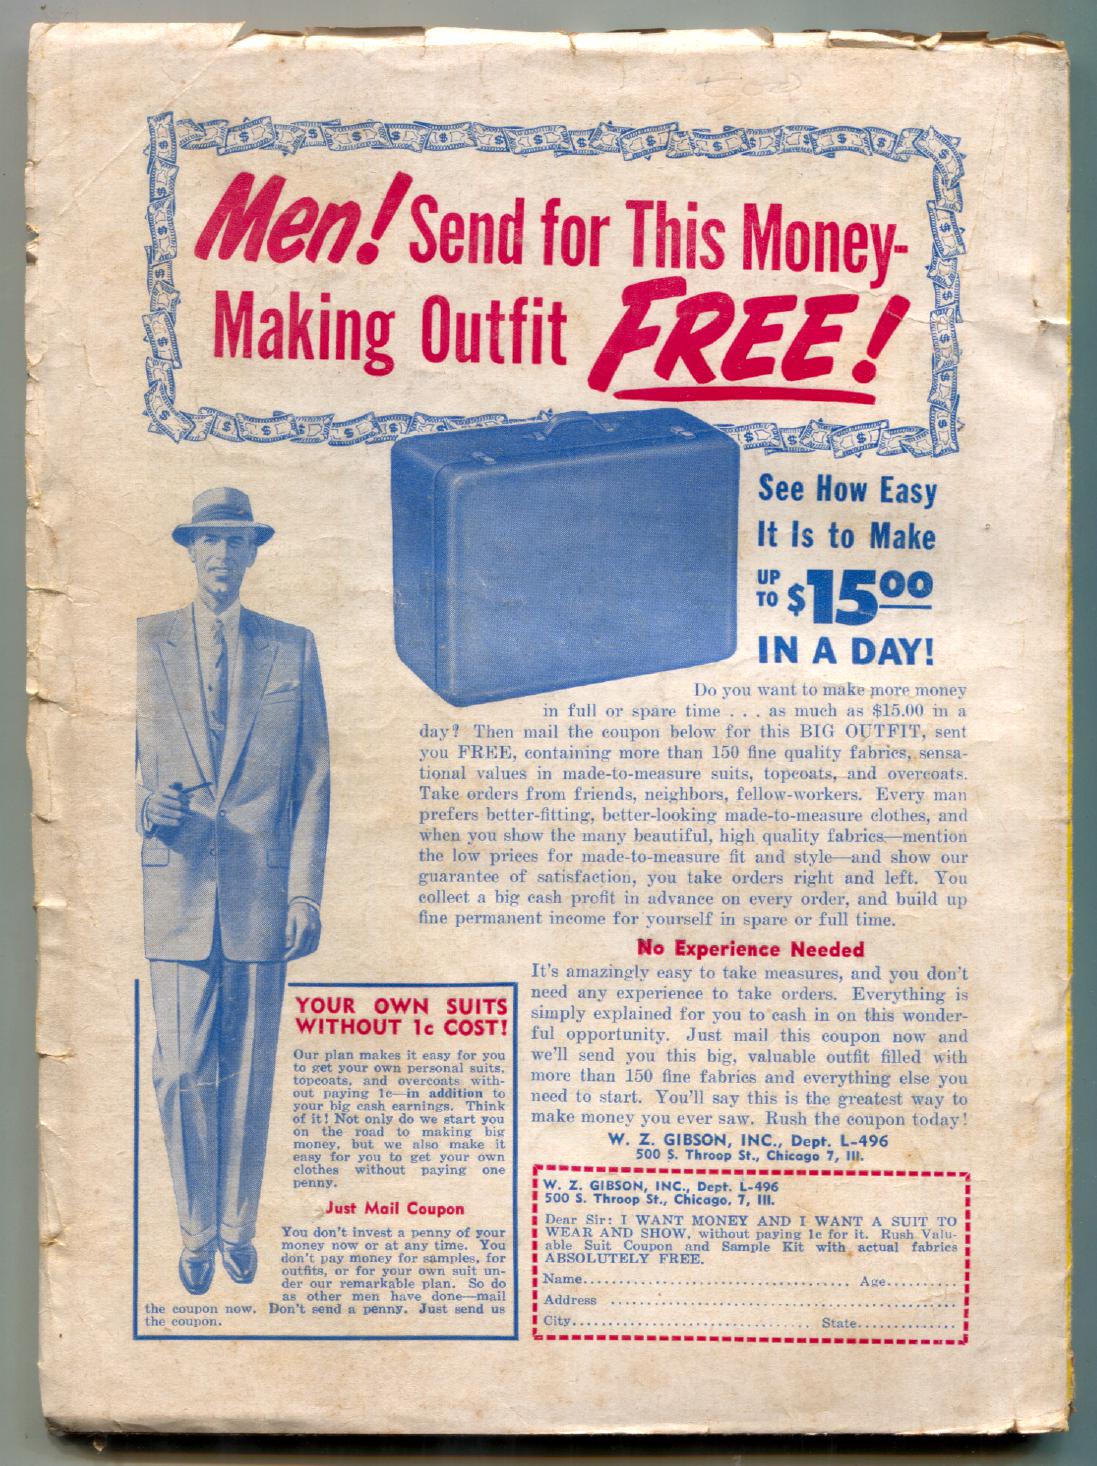 Men! Send for This Money-
Making Outfit FREE!
See How Easy
It Is to Make
UP TO $15.00
IN A DAY!
Do you want to make more money
in full or spare time . . . as much as $15.00 in a
day? Then mail the coupon below for this BIG OUTFIT, sent
you FREE, containing more than 150 fine quality fabrics, sensa-
tional values in made-to-measure suits, topcoats, and overcoats.
Take orders from friends, neighbors, fellow-workers. Every man
prefers better-fitting, better-looking made-to-measure clothes, and
when you show the many beautiful, high quality fabrics—mention
the low prices for made-to-measure fit and style—and show our
guarantee of satisfaction, you take orders right and left. You
collect a big cash profit in advance on every order, and build up
fine permanent income for yourself in spare or full time.
No Experience Needed
It's amazingly easy to take measures, and you don't
need any experience to take orders. Everything is
simply explained for you to cash in on this wonder-
ful opportunity. Just mail this coupon now and
we'll send you this big, valuable outfit filled with
more than 150 fine fabrics and everything else you
need to start. You'll say this is the greatest way to
make money you ever saw. Rush the coupon today!
W. Z. GIBSON, INC., Dept. L-496
500 S. Throop St., Chicago 7, Ill.
YOUR OWN SUITS
WITHOUT 1c COST!
Our plan makes it easy for you
to get your own personal suits,
topcoats, and overcoats with-
out paying 1c—in addition to
your big cash earnings. Think
of it! Not only do we start you
on the road to making big
money, but we also make it
easy for you to get your own
clothes without paying one
penny.
Just Mail Coupon
You don't invest a penny of your
money now or at any time. You
don't pay money for samples, for
outfits, or for your own suit un-
der our remarkable plan. So do
as other men have done—mail
the coupon now. Don't send a penny. Just send us
the coupon.
W. Z. GIBSON, INC., Dept. L-496
500 S. Throop St., Chicago, 7, Ill.
Dear Sir: I WANT MONEY AND I WANT A SUIT TO
WEAR AND SHOW, without paying 1c for it. Rush Valu-
able Suit Coupon and Sample Kit with actual fabrics
ABSOLUTELY FREE.
Name........................................ Age..........
Address ....................................................
City.................................... State..............